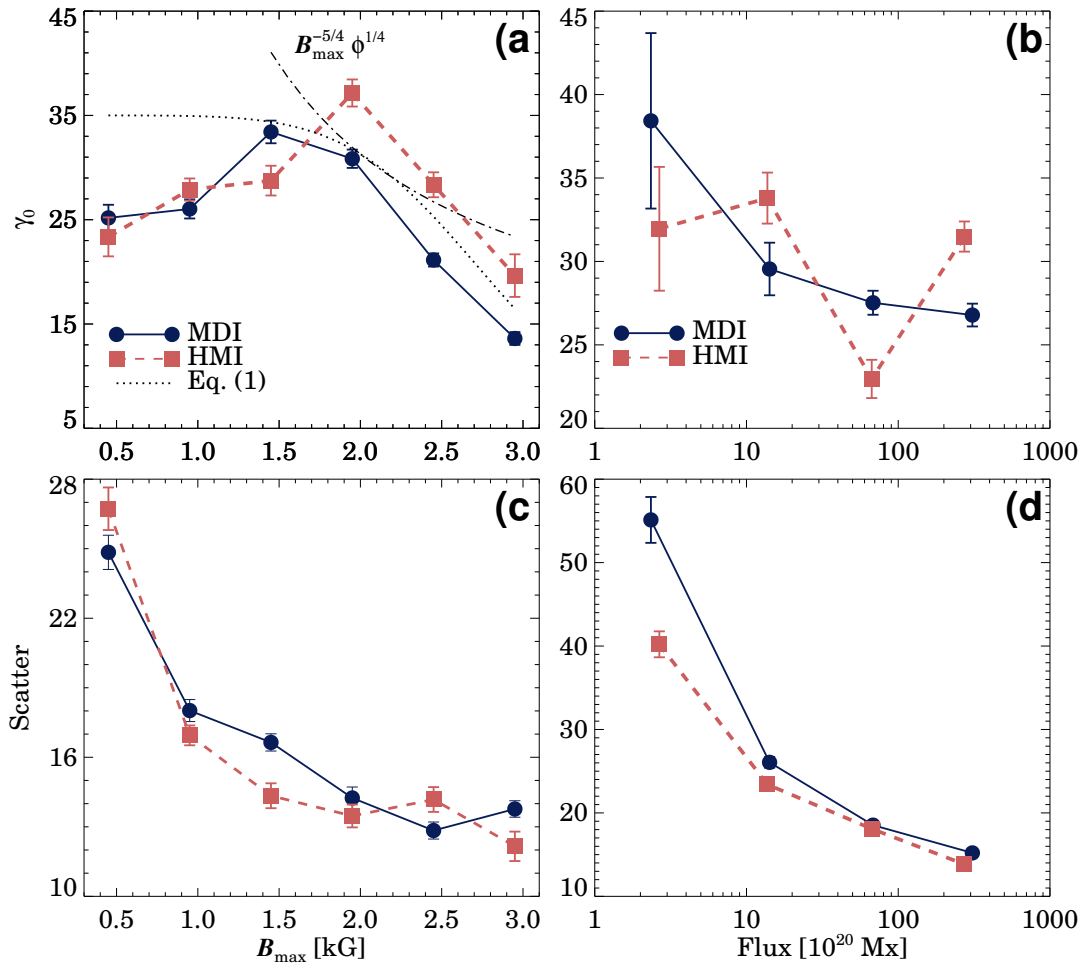 45
35
25
15
5
γ₀
B_max^{-5/4} ϕ^{1/4}
(a
MDI
HMI
Eq. (1)
0.5 1.0 1.5 2.0 2.5 3.0
45
40
35
30
25
20
(b
MDI
HMI
1 10 100 1000
28
22
16
10
Scatter
(c
0.5 1.0 1.5 2.0 2.5 3.0
B_max [kG]
60
50
40
30
20
10
(d
1 10 100 1000
Flux [10²⁰ Mx]